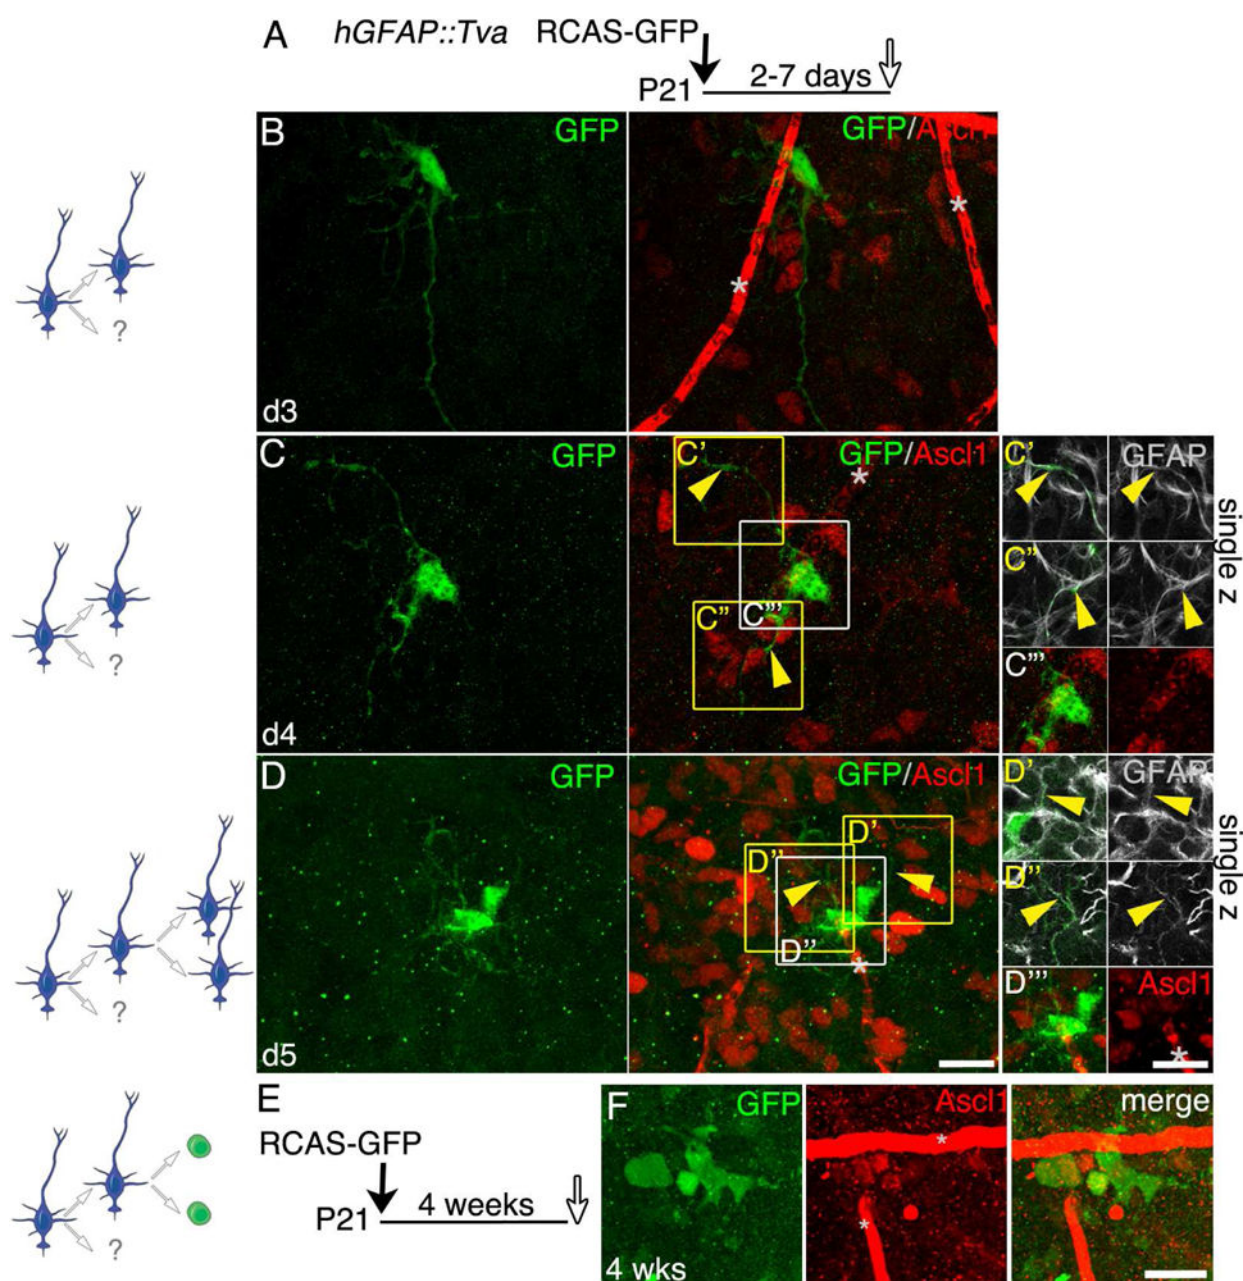 A hGFAP::Tva RCAS-GFP
P21 2-7 days
B GFP GFP/Ascl1
?
d3
C GFP C' GFP/Ascl1 * C' GFAP
single z
C"
C"'
C"
?
C"' 
d4
D GFP GFP/Ascl1 D' GFAP
D'
D"
single z
D"
D"
?
* D"' Ascl1
d5 *
E F GFP Ascl1 merge
RCAS-GFP
*
P21 4 weeks
*
?
4 wks